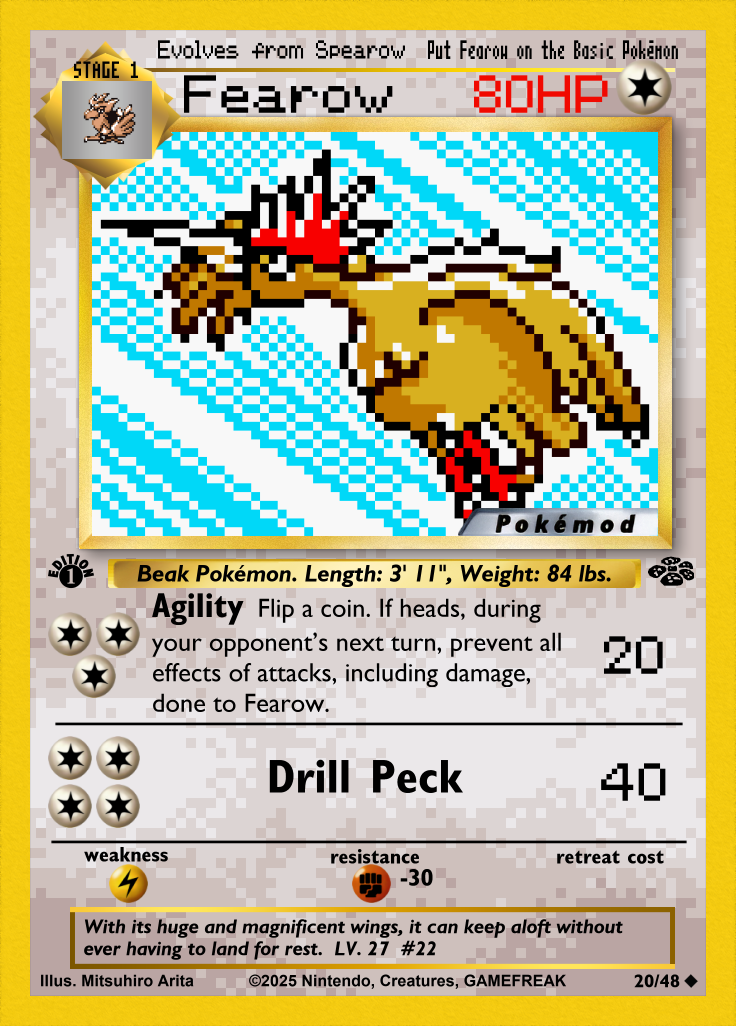 Evolves from Spearow Put Fearow on the Basic Pokémon
STAGE 1
Fearow 80HP
Pokémod
EDITION 1
Beak Pokémon. Length: 3' 11", Weight: 84 lbs.
Agility Flip a coin. If heads, during
your opponent's next turn, prevent all
effects of attacks, including damage,
done to Fearow.
20
Drill Peck 40
weakness resistance retreat cost
-30
With its huge and magnificent wings, it can keep aloft without
ever having to land for rest. LV. 27 #22
Illus. Mitsuhiro Arita ©2025 Nintendo, Creatures, GAMEFREAK 20/48